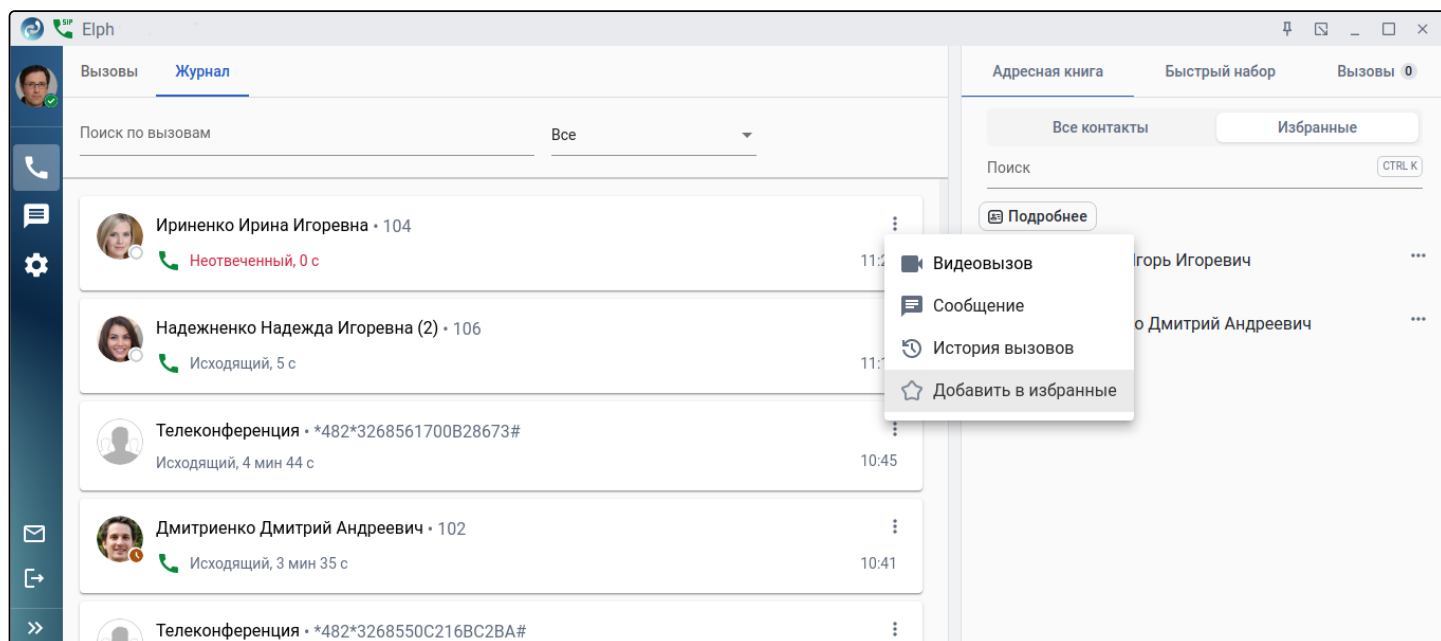 SIP
Elph
Вызовы Журнал
Адресная книга Быстрый набор Вызовы 0
Поиск по вызовам
Все
Все контакты Избранные
Поиск CTRL K
Подробнее
Ириненко Ирина Игоревна • 104
Неотвеченный, 0 с
Видеовызов
Сообщение
История вызовов
Добавить в избранные
Игоревич
Дмитрий Андреевич
Надежненко Надежда Игоревна (2) • 106
Исходящий, 5 с
Телеконференция • *482*3268561700B28673#
Исходящий, 4 мин 44 с 10:45
Дмитриенко Дмитрий Андреевич • 102
Исходящий, 3 мин 35 с 10:41
Телеконференция • *482*3268550C216BC2BA#